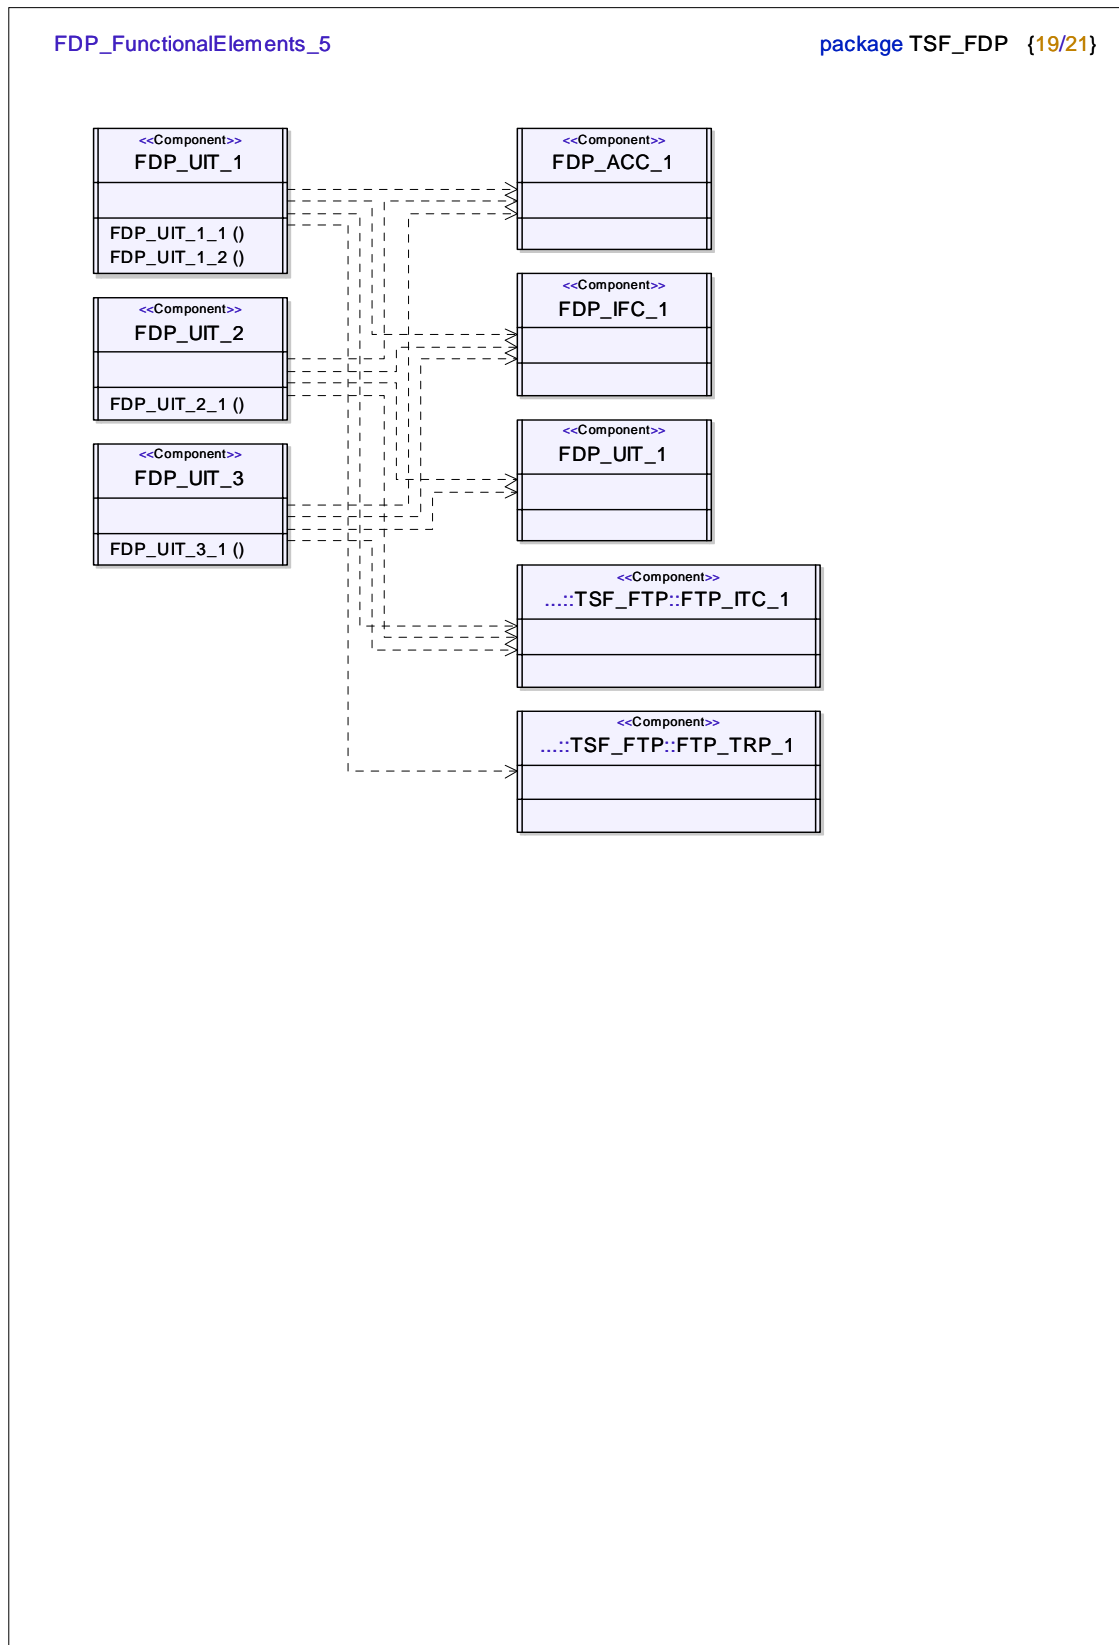 FDP_FunctionalElements_5
package TSF_FDP {19/21}
<<Component>>
FDP_UIT_1
FDP_UIT_1_1 ()
FDP_UIT_1_2 ()
<<Component>>
FDP_UIT_2
FDP_UIT_2_1 ()
<<Component>>
FDP_UIT_3
FDP_UIT_3_1 ()
<<Component>>
FDP_ACC_1
<<Component>>
FDP_IFC_1
<<Component>>
FDP_UIT_1
<<Component>>
...::TSF_FTP::FTP_ITC_1
<<Component>>
...::TSF_FTP::FTP_TRP_1